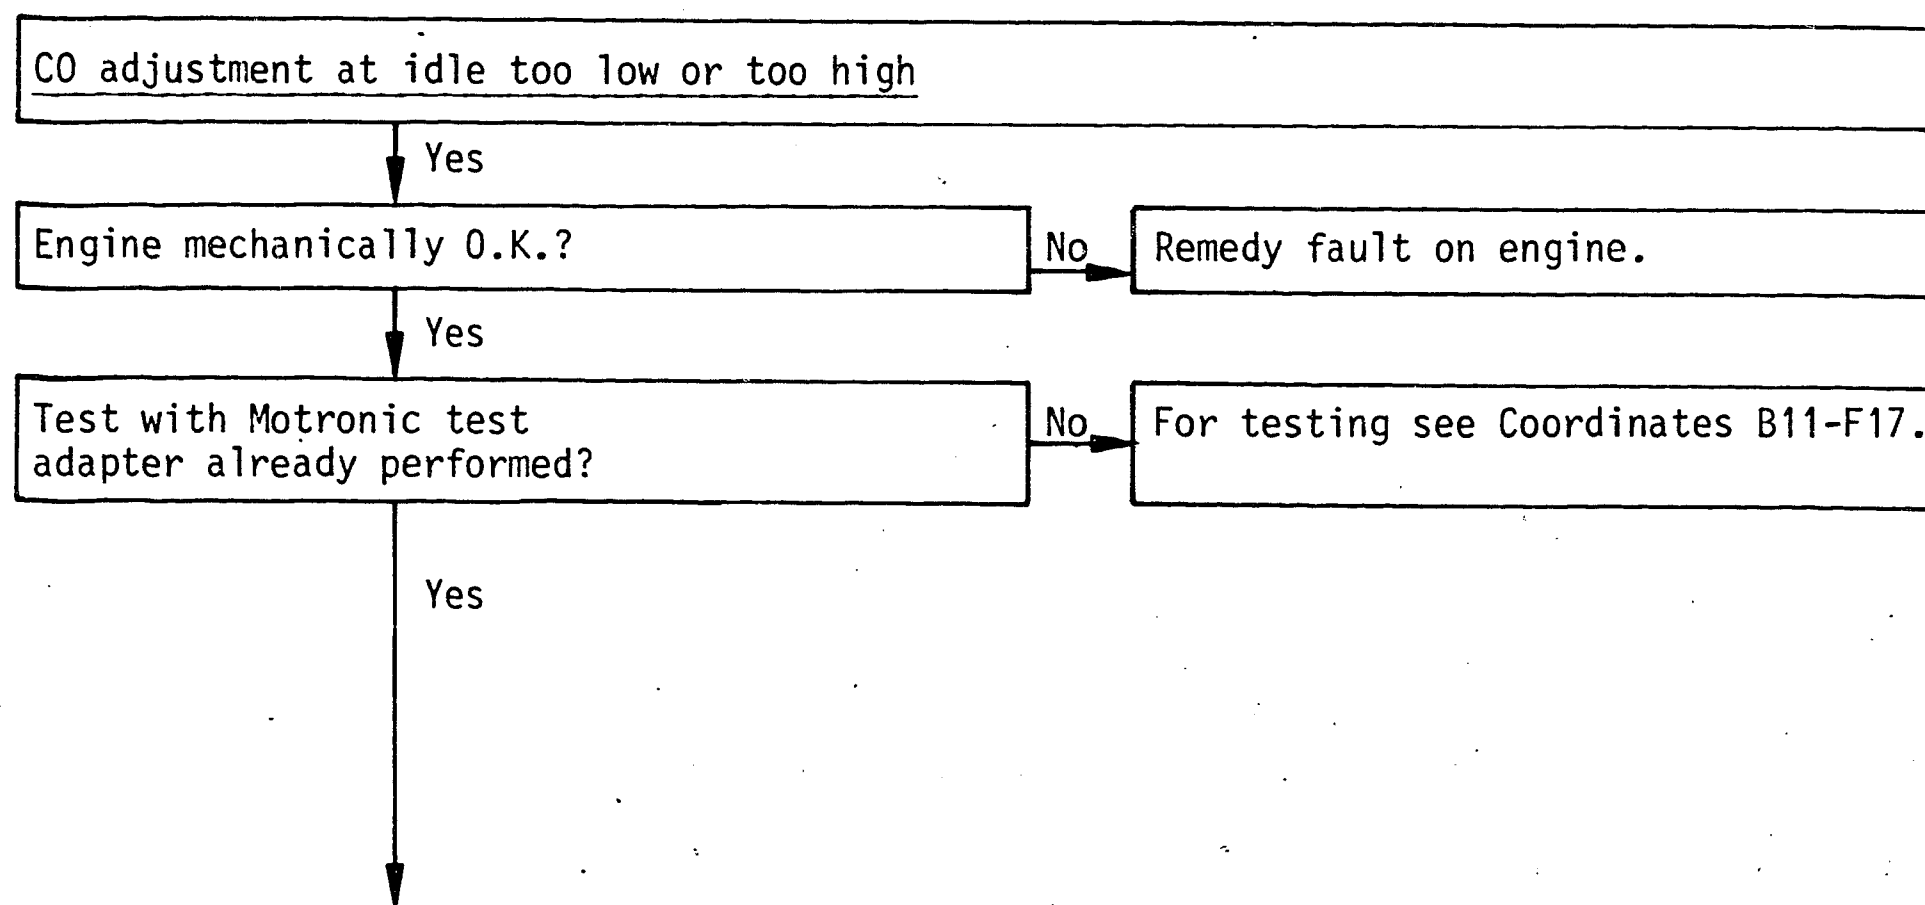 CO adjustment at idle too low or too high
Yes
Engine mechanically O.K.?
No
Remedy fault on engine.
Yes
Test with Motronic test
adapter already performed?
No
For testing see Coordinates B11-F17.
Yes